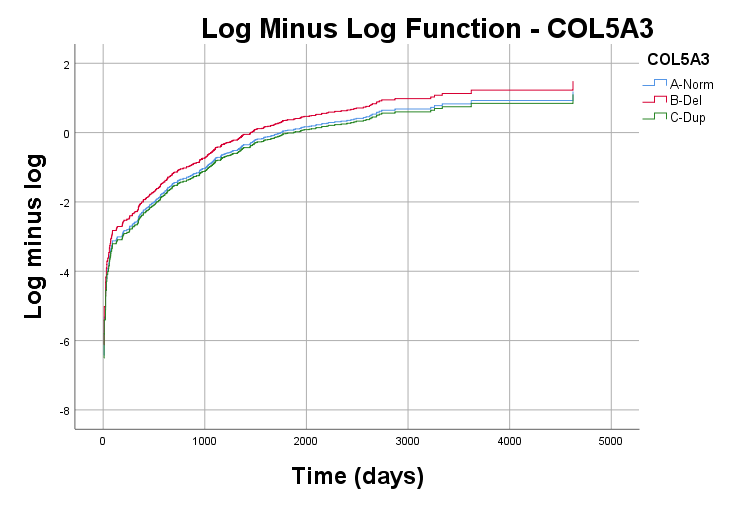 Log Minus Log Function - COL5A3
COL5A3
A-Norm
B-Del
C-Dup
Log minus log
2
0
-2
-4
-6
-8
0 1000 2000 3000 4000 5000
Time (days)